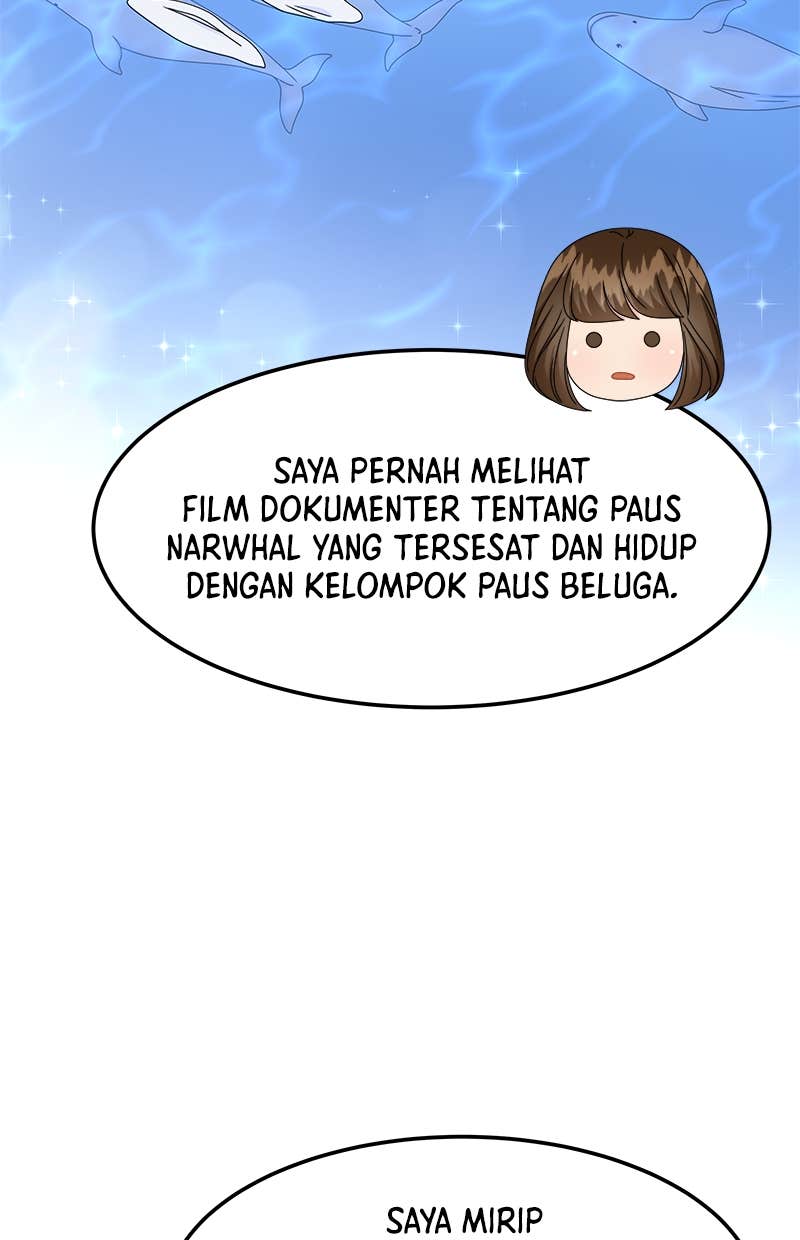 SAYA PERNAH MELIHAT
FILM DOKUMENTER TENTANG PAUS
NARWHAL YANG TERSESAT DAN HIDUP
DENGAN KELOMPOK PAUS BELUGA.
SAYA MIRIP